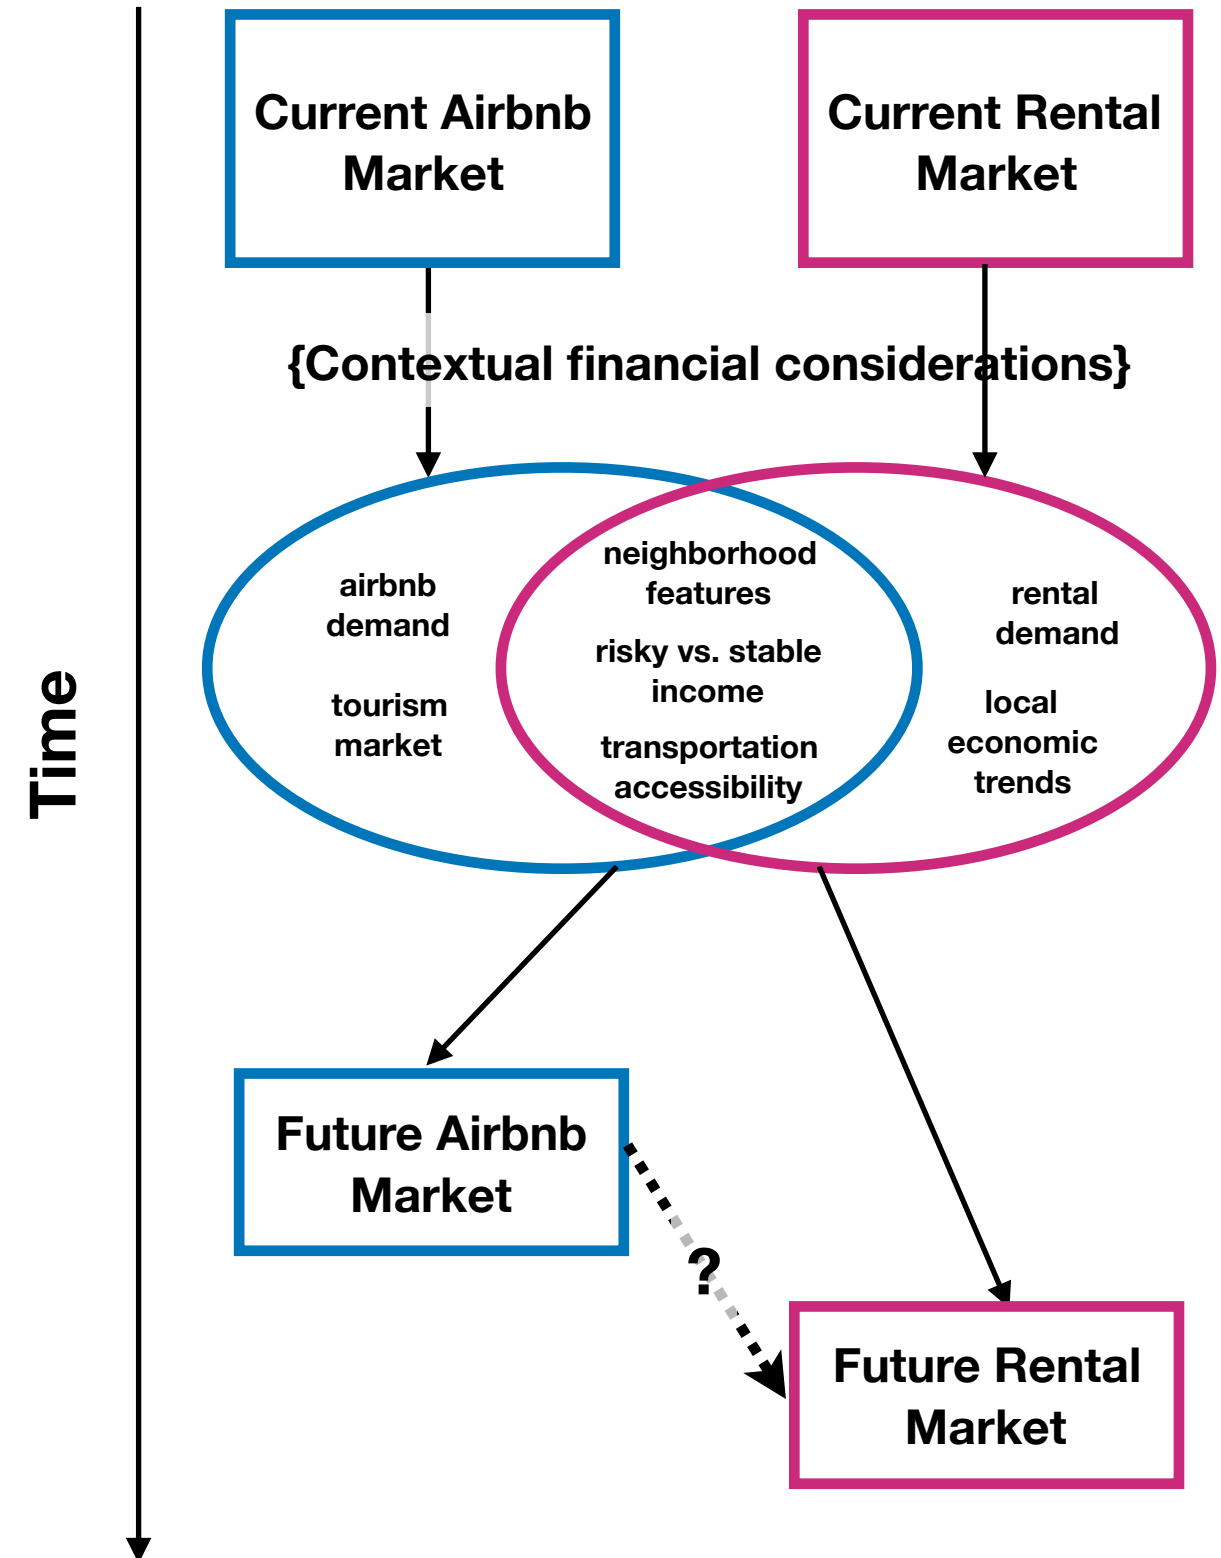 Current Airbnb
Market
Current Rental
Market
{Contextual financial considerations}
Time
airbnb
demand
tourism
market
neighborhood
features
risky vs. stable
income
transportation
accessibility
rental
demand
local
economic
trends
Future Airbnb
Market
?
Future Rental
Market